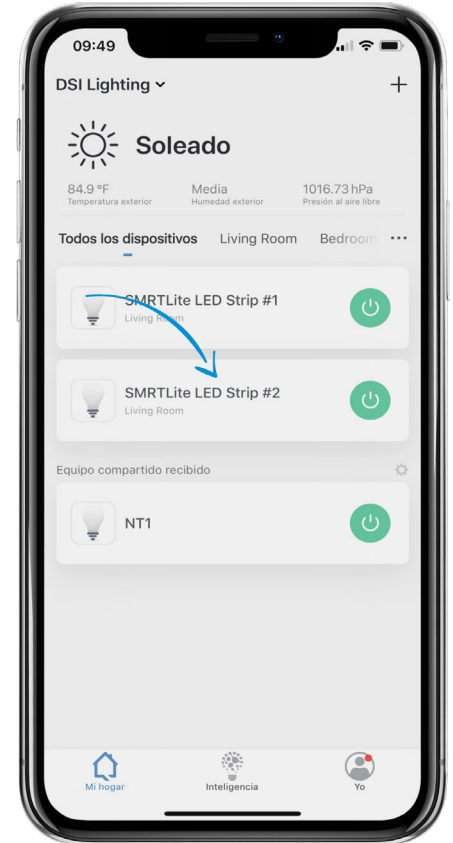 09:49
DSI Lighting
Soleado
84.9 °F Media 1016.73 hPa
Temperatura exterior Humedad exterior Presión al aire libre
Todos los dispositivos Living Room Bedroom
SMRTLite LED Strip #1
Living Room
SMRTLite LED Strip #2
Living Room
Equipo compartido recibido
NT1
Mi hogar Inteligencia Yo